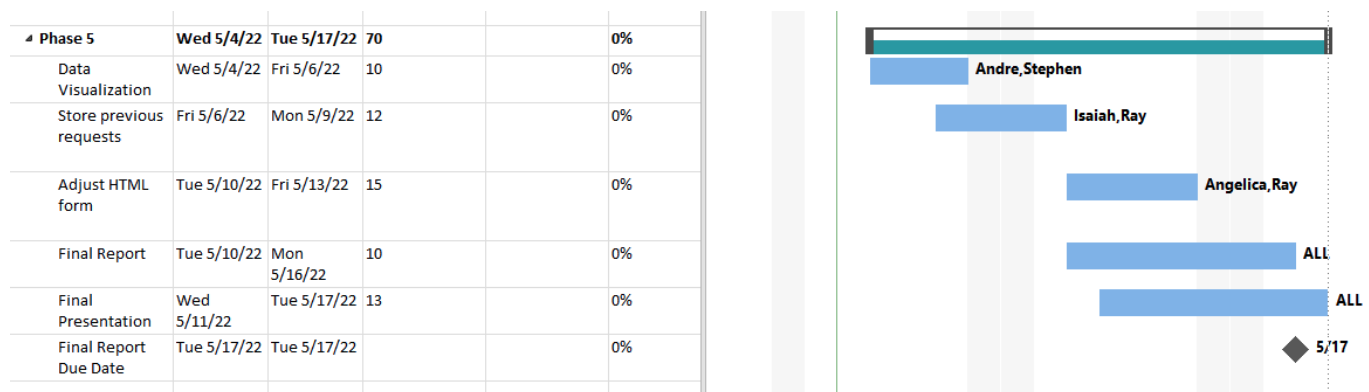 Phase 5 Wed 5/4/22 Tue 5/17/22 70 0%
Data Wed 5/4/22 Fri 5/6/22 10 0% Andre,Stephen
Visualization
Store previous Fri 5/6/22 Mon 5/9/22 12 0% Isaiah,Ray
requests
Adjust HTML Tue 5/10/22 Fri 5/13/22 15 0% Angelica,Ray
form
Final Report Tue 5/10/22 Mon 10 0% ALL
5/16/22
Final Wed Tue 5/17/22 13 0% ALL
Presentation 5/11/22
Final Report Tue 5/17/22 Tue 5/17/22 0% 5/17
Due Date